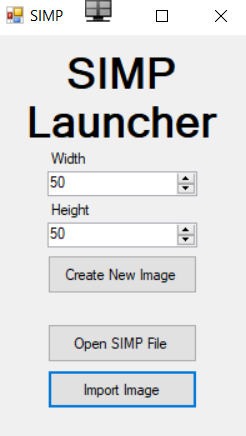 SIMP
SIMP
Launcher
Width
50
Height
50
Create New Image
Open SIMP File
Import Image